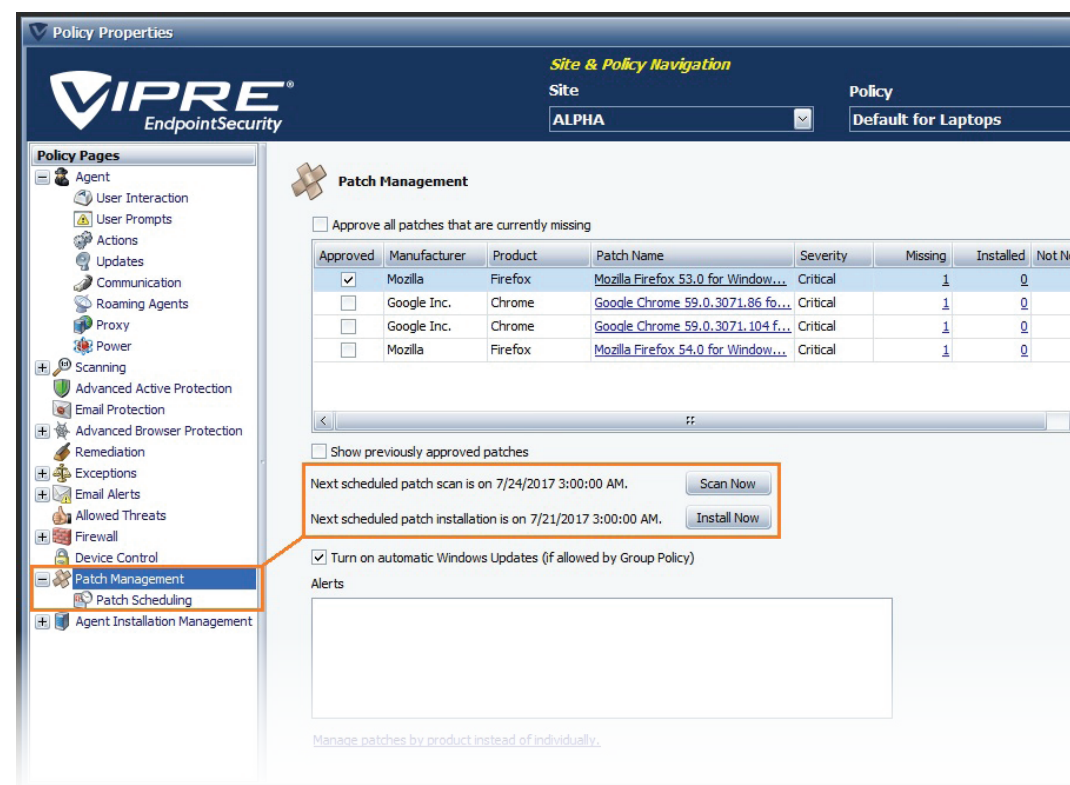 Policy Properties
VIPRE®
EndpointSecurity
Site & Policy Navigation
Site
Policy
ALPHA
Default for Laptops
Policy Pages
Agent
User Interaction
User Prompts
Actions
Updates
Communication
Roaming Agents
Proxy
Power
Scanning
Advanced Active Protection
Email Protection
Advanced Browser Protection
Remediation
Exceptions
Email Alerts
Allowed Threats
Firewall
Device Control
Patch Management
Patch Scheduling
Agent Installation Management
Patch Management
Approve all patches that are currently missing
Approved Manufacturer Product Patch Name Severity Missing Installed Not N
Mozilla Firefox Mozilla Firefox 53.0 for Window... Critical 1 0
Google Inc. Chrome Google Chrome 59.0.3071.86 fo... Critical 1 0
Google Inc. Chrome Google Chrome 59.0.3071.104 f... Critical 1 0
Mozilla Firefox Mozilla Firefox 54.0 for Window... Critical 1 0
Show previously approved patches
Next scheduled patch scan is on 7/24/2017 3:00:00 AM. Scan Now
Next scheduled patch installation is on 7/21/2017 3:00:00 AM. Install Now
Turn on automatic Windows Updates (if allowed by Group Policy)
Alerts
Manage patches by product instead of individually.